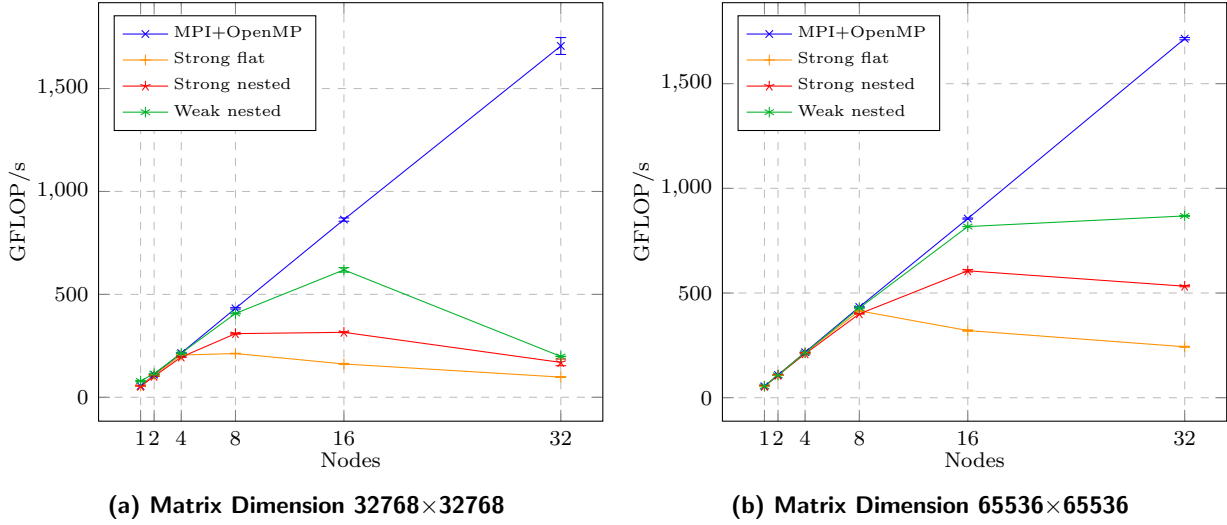 MPI+OpenMP
Strong flat
Strong nested
Weak nested
GFLOP/s
1,500
1,000
500
0
1 2 4 8 16 32
Nodes
(a) Matrix Dimension 32768×32768
MPI+OpenMP
Strong flat
Strong nested
Weak nested
GFLOP/s
1,500
1,000
500
0
1 2 4 8 16 32
Nodes
(b) Matrix Dimension 65536×65536